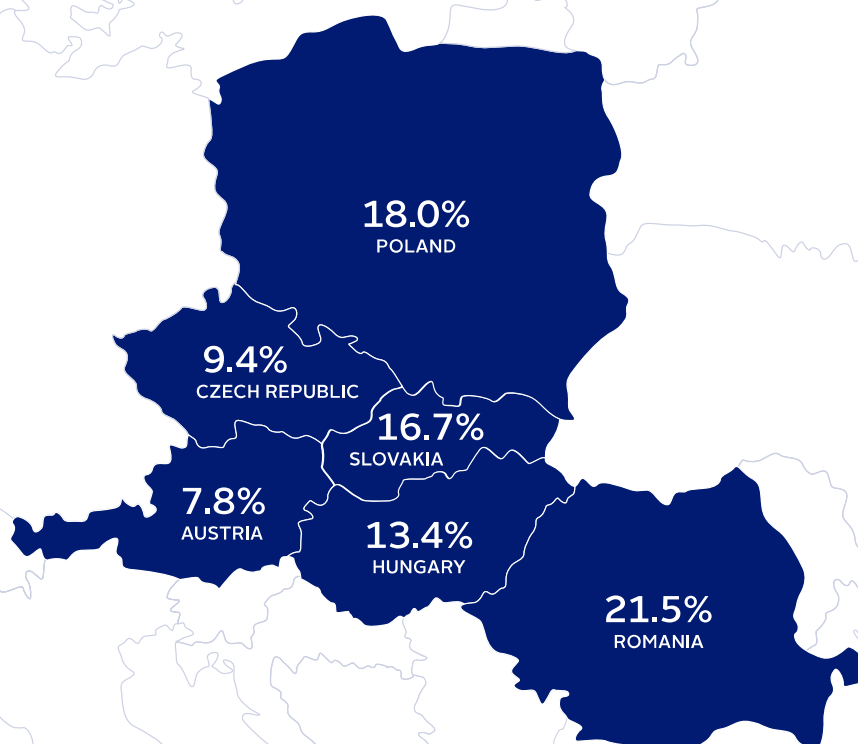 18.0%
POLAND
9.4%
CZECH REPUBLIC
16.7%
SLOVAKIA
7.8%
AUSTRIA
13.4%
HUNGARY
21.5%
ROMANIA